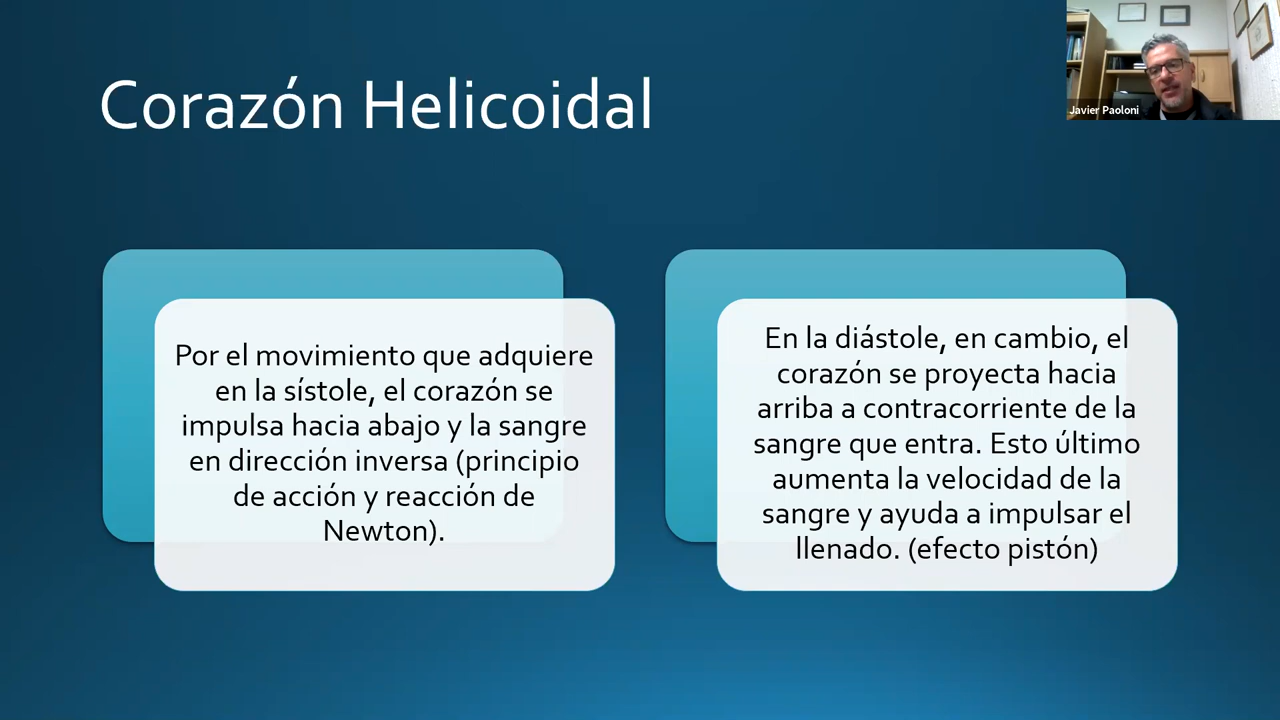 Corazón Helicoidal
Javier Paoloni
Por el movimiento que adquiere
en la sístole, el corazón se
impulsa hacia abajo y la sangre
en dirección inversa (principio
de acción y reacción de
Newton).
En la diástole, en cambio, el
corazón se proyecta hacia
arriba a contracorriente de la
sangre que entra. Esto último
aumenta la velocidad de la
sangre y ayuda a impulsar el
llenado. (efecto pistón)